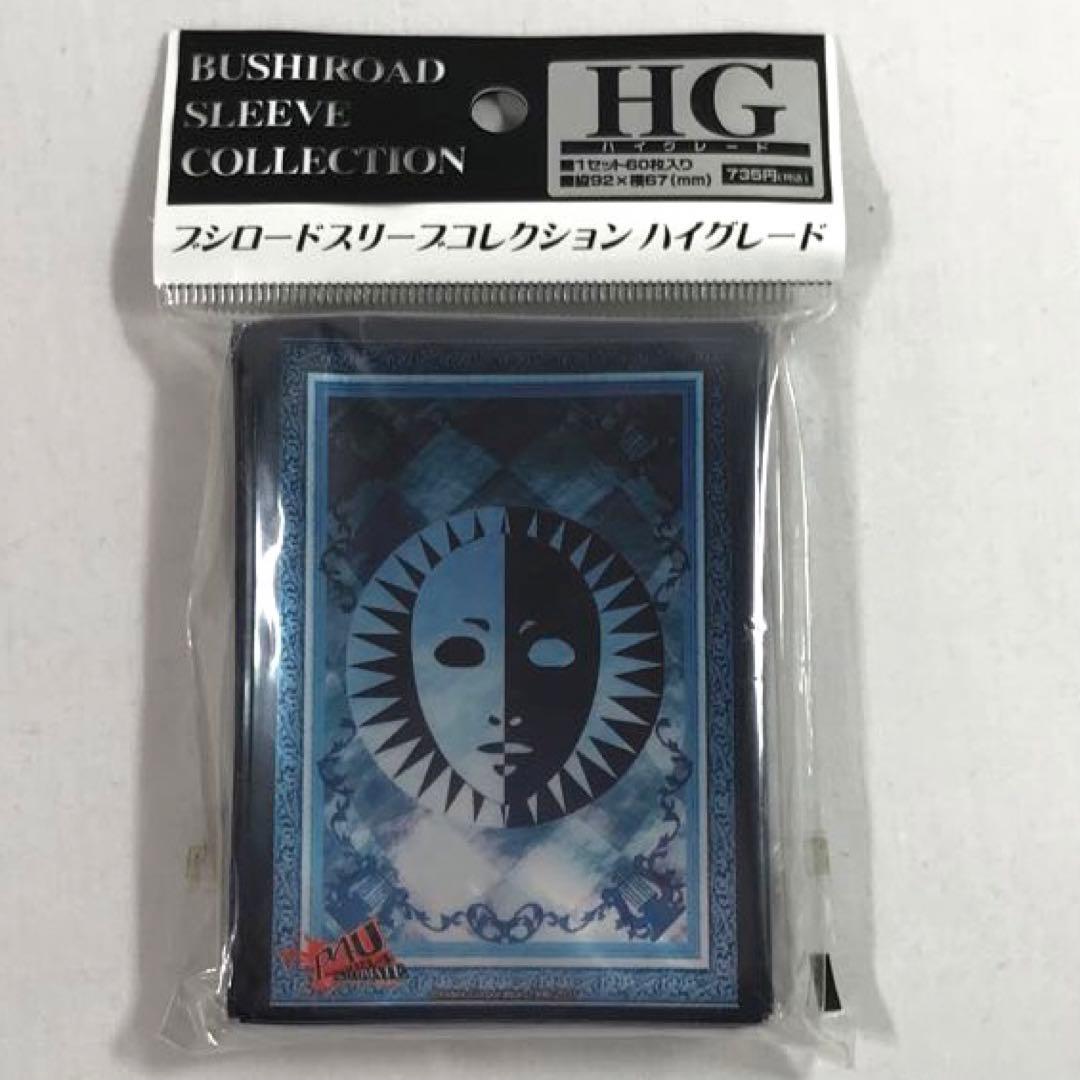 BUSHIROAD
SLEEVE
COLLECTION
HG
ハイグレード
■1セット60枚入り
■縦92×横67(mm)
735円(税込)
ブシロードスリーブコレクション ハイグレード
P4U